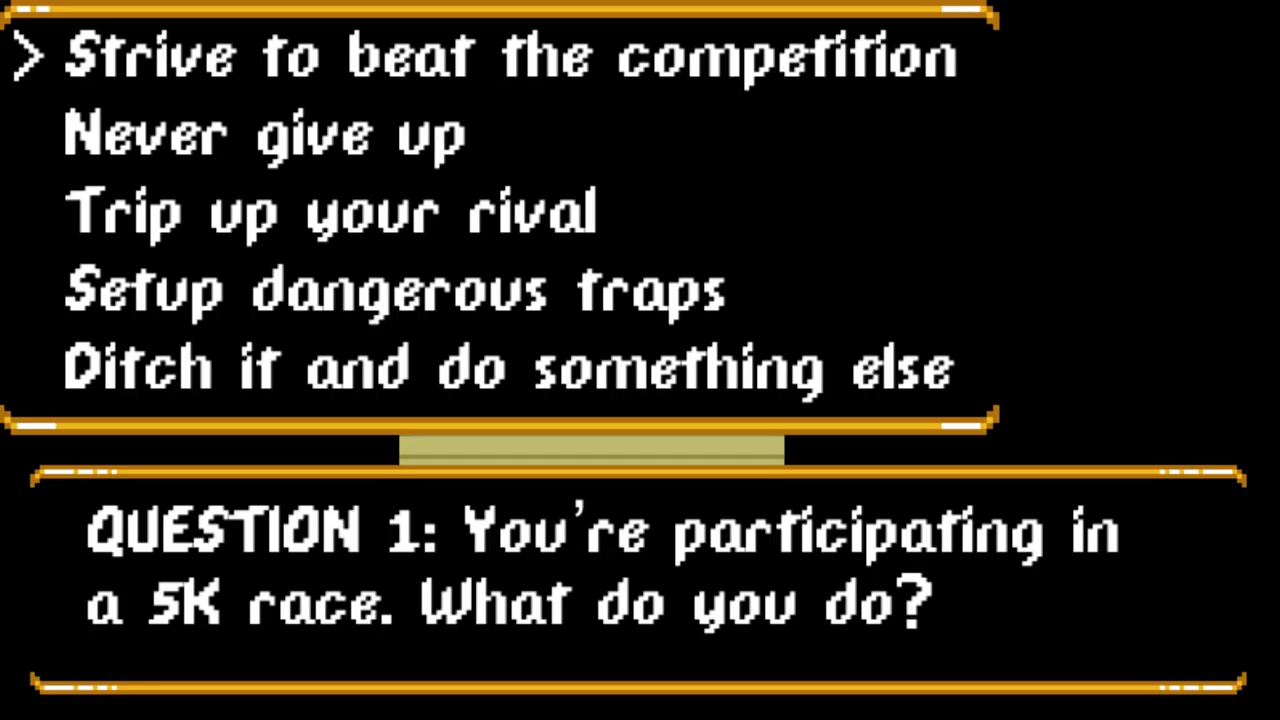 > Strive to beat the competition
Never give up
Trip up your rival
Setup dangerous traps
Ditch it and do something else
QUESTION 1: You're participating in
a 5K race. What do you do?